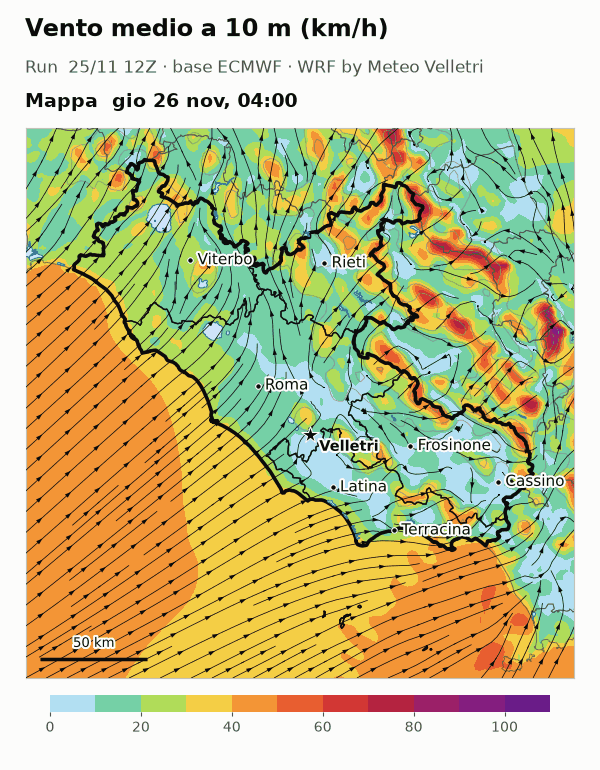 Vento medio a 10 m (km/h)
Run 25/11 12Z · base ECMWF · WRF by Meteo Velletri
Mappa gio 26 nov, 04:00
Viterbo
Rieti
Roma
Velletri
Frosinone
Latina
Cassino
Terracina
50 km
0 20 40 60 80 100